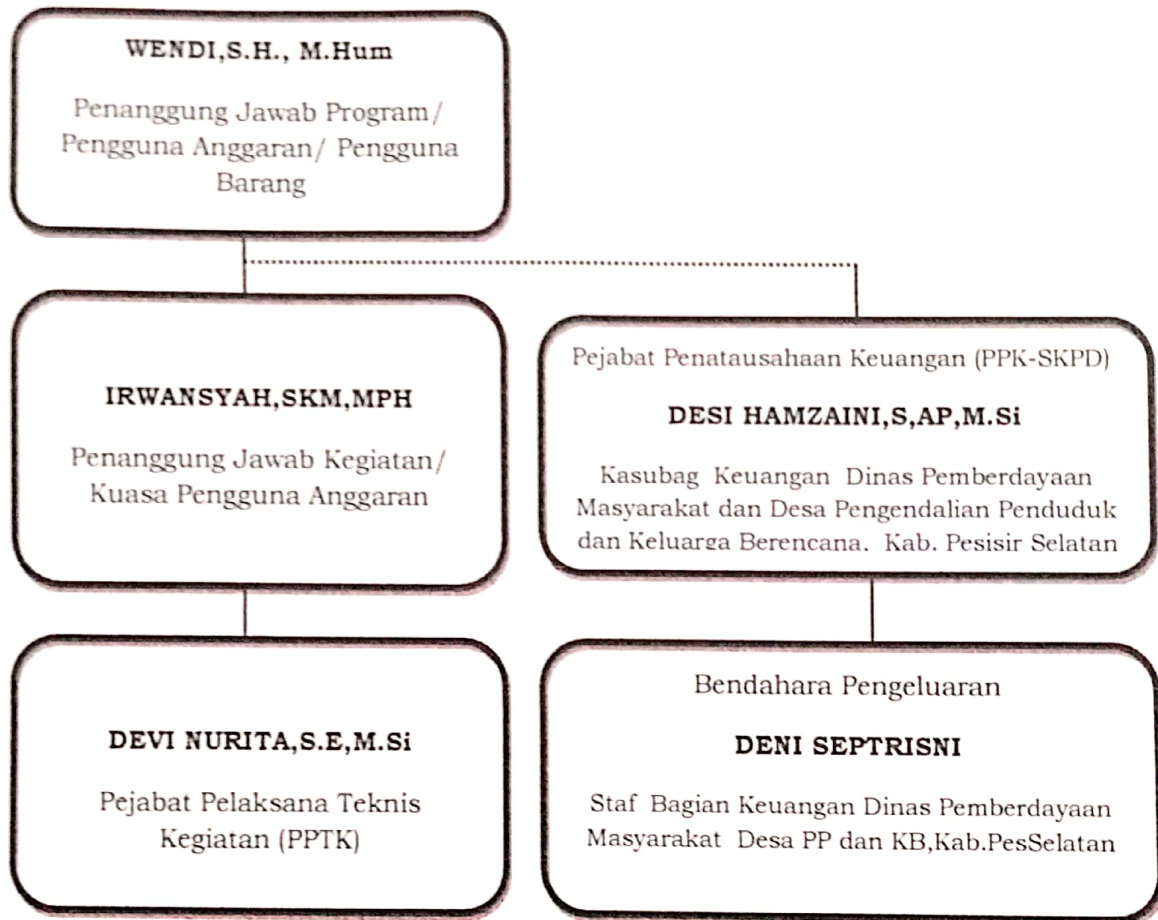 WENDI,S.H., M.Hum
Penanggung Jawab Program/
Pengguna Anggaran/ Pengguna
Barang
IRWANSYAH,SKM,MPH
Penanggung Jawab Kegiatan/
Kuasa Pengguna Anggaran
Pejabat Penatausahaan Keuangan (PPK-SKPD)
DESI HAMZAINI,S,AP,M.Si
Kasubag Keuangan Dinas Pemberdayaan
Masyarakat dan Desa Pengendalian Penduduk
dan Keluarga Berencana. Kab. Pesisir Selatan
DEVI NURITA,S.E,M.Si
Pejabat Pelaksana Teknis
Kegiatan (PPTK)
Bendahara Pengeluaran
DENI SEPTRISNI
Staf Bagian Keuangan Dinas Pemberdayaan
Masyarakat Desa PP dan KB,Kab.PesSelatan